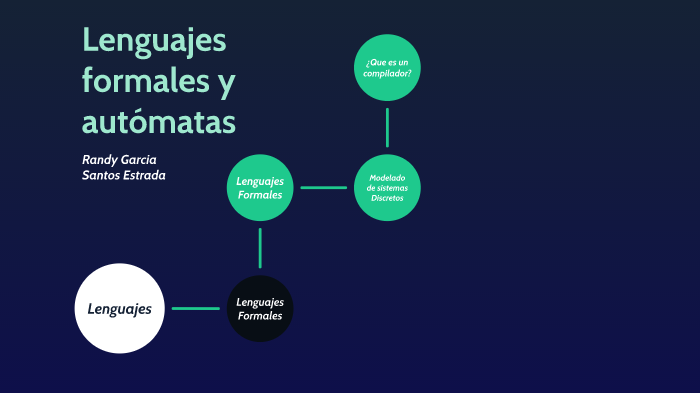 Lenguajes
formales y
autómatas
Randy Garcia
Santos Estrada
¿Que es un
compilador?
Lenguajes
Formales
Modelado
de sistemas
Discretos
Lenguajes
Lenguajes
Formales